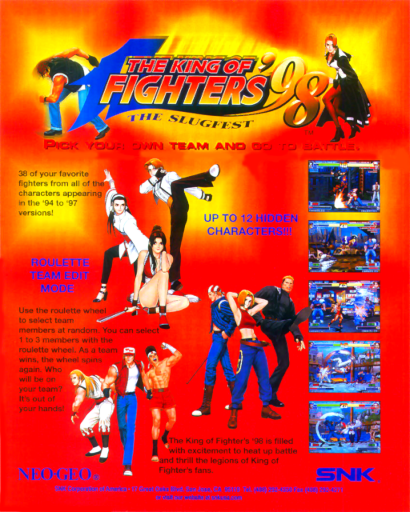 THE KING OF
FIGHTERS '98
THE SLUGFEST
PICK YOUR OWN TEAM AND GO TO BATTLE.
38 of your favorite
fighters from all of the
characters appearing
in the '94 to '97
versions!
UP TO 12 HIDDEN
CHARACTERS!!!
ROULETTE
TEAM EDIT
MODE
Use the roulette wheel
to select team
members at random. You can select
1 to 3 members with the
roulette wheel. As a team
wins, the wheel spins
again. Who
will be on
your team?
It's out of
your hands!
The King of Fighter's '98 is filled
with excitement to heat up battle
and thrill the legions of King of
Fighter's fans.
NEO·GEO®
SNK